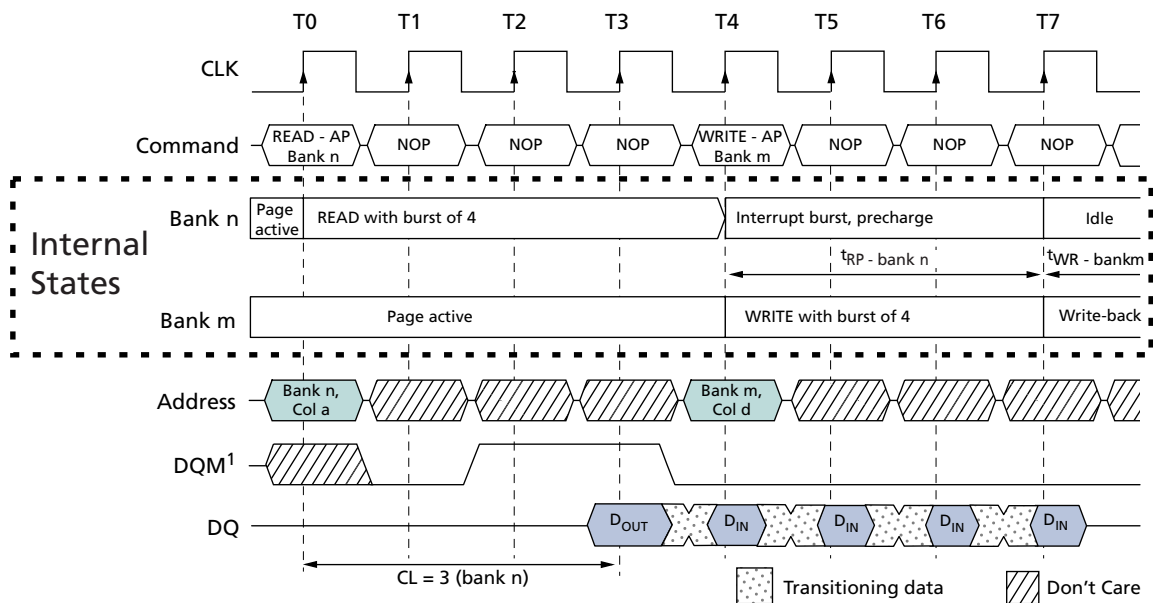 T0 T1 T2 T3 T4 T5 T6 T7
CLK
Command READ - AP Bank n NOP NOP NOP WRITE - AP Bank m NOP NOP NOP
Internal States
Bank n Page active READ with burst of 4 Interrupt burst, precharge Idle
tRP - bank n tWR - bankm
Bank m Page active WRITE with burst of 4 Write-back
Address Bank n, Col a Bank m, Col d
DQM1
DQ DOUT DIN DIN DIN DIN
CL = 3 (bank n)
Transitioning data Don't Care